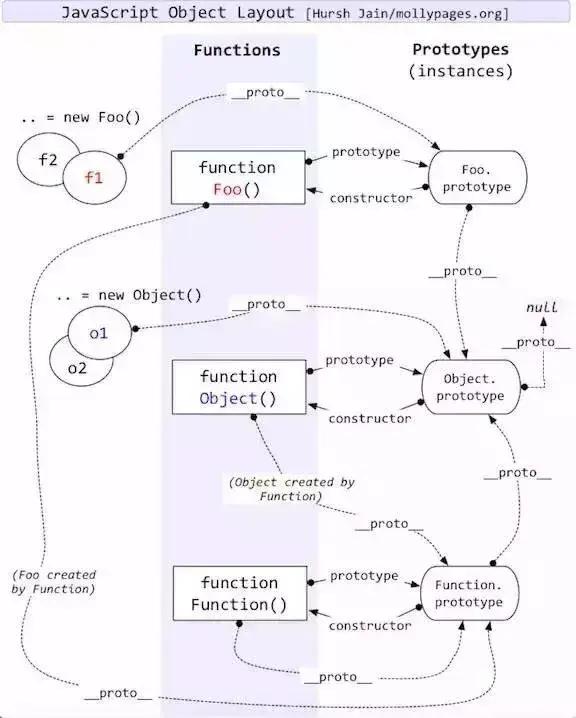 JavaScript Object Layout [Hursh Jain/mollypages.org]
Functions
Prototypes
(instances)
__proto__
.. = new Foo()
f2
f1
function
Foo()
prototype
constructor
Foo.
prototype
__proto__
.. = new Object()
o1
o2
__proto__
null
__proto__
function
Object()
prototype
constructor
Object.
prototype
(Object created by
Function)
__proto__
__proto__
(Foo created
by Function)
function
Function()
prototype
constructor
Function.
prototype
__proto__
__proto__